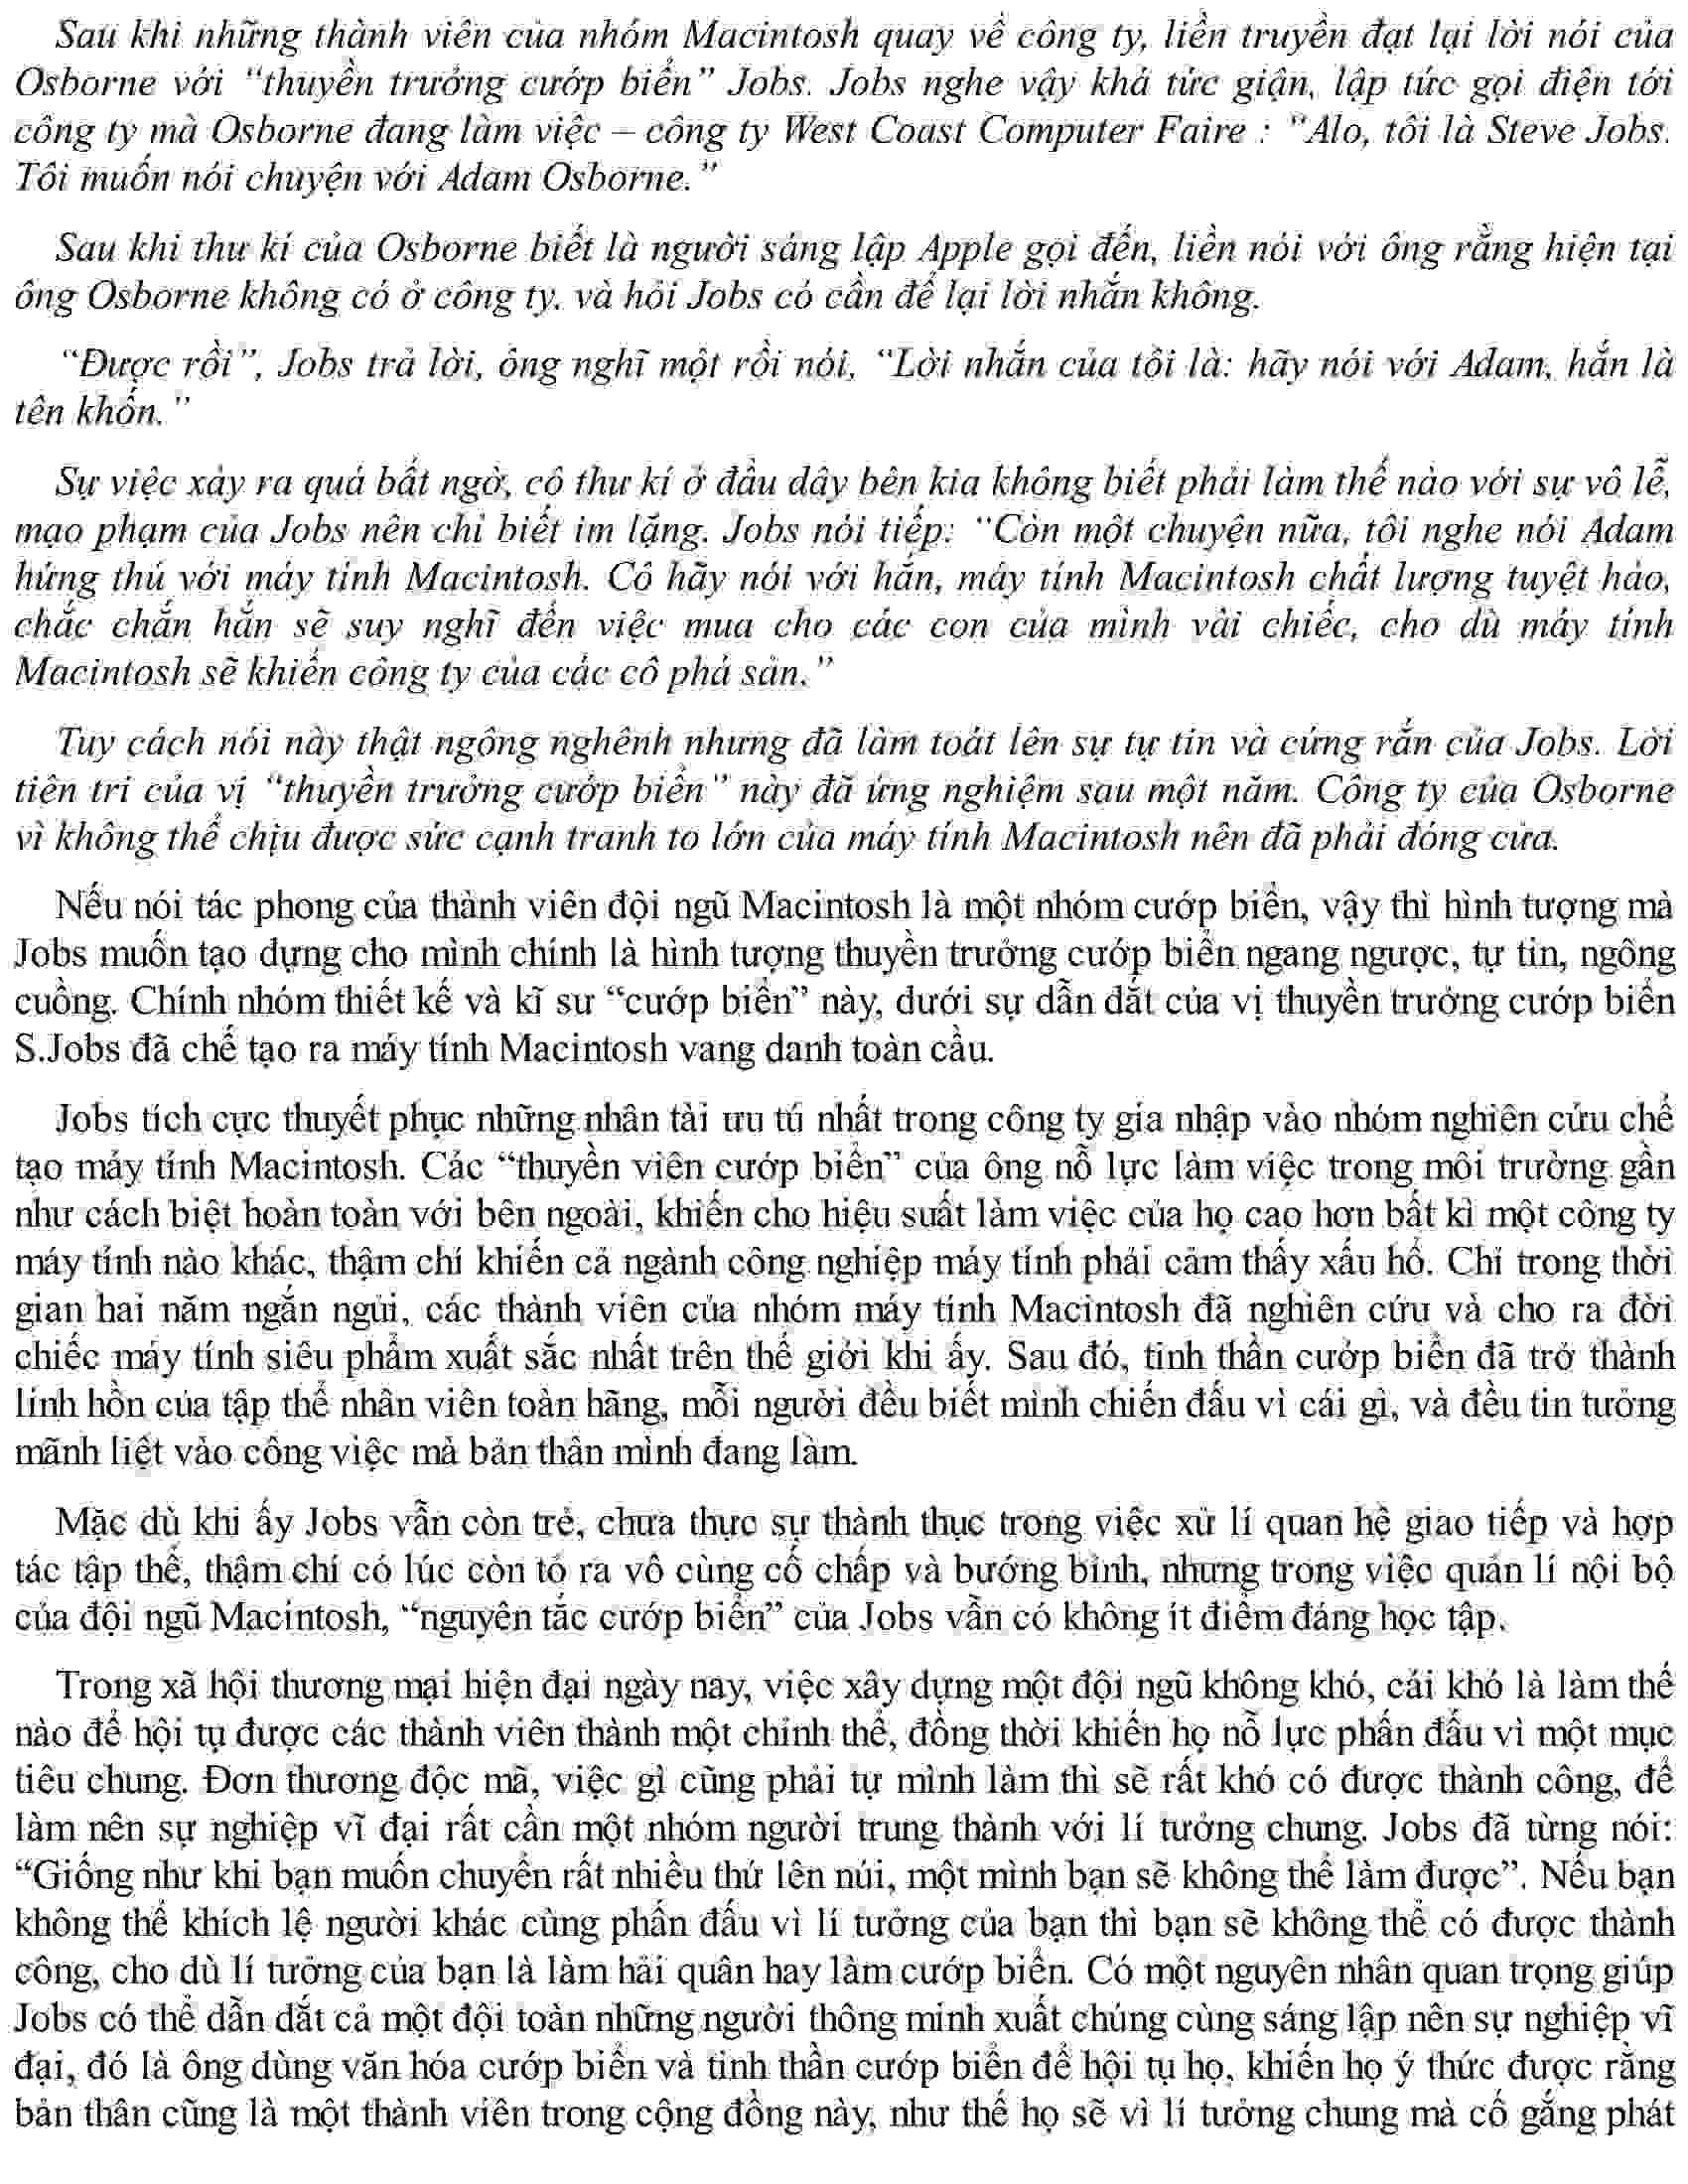 Sau khi những thành viên của nhóm Macintosh quay về công ty, liền truyền đạt lại lời nói của
Osborne với “thuyền trưởng cướp biển” Jobs. Jobs nghe vậy khá tức giận, lập tức gọi điện tới
công ty mà Osborne đang làm việc – công ty West Coast Computer Faire : “Alo, tôi là Steve Jobs.
Tôi muốn nói chuyện với Adam Osborne.”
Sau khi thư kí của Osborne biết là người sáng lập Apple gọi đến, liền nói với ông rằng hiện tại
ông Osborne không có ở công ty, và hỏi Jobs có cần để lại lời nhắn không.
“Được rồi”, Jobs trả lời, ông nghĩ một rồi nói, “Lời nhắn của tôi là: hãy nói với Adam, hắn là
tên khốn.”
Sự việc xảy ra quá bất ngờ, cô thư kí ở đầu dây bên kia không biết phải làm thế nào với sự vô lễ,
mạo phạm của Jobs nên chỉ biết im lặng. Jobs nói tiếp: “Còn một chuyện nữa, tôi nghe nói Adam
hứng thú với máy tính Macintosh. Cô hãy nói với hắn, máy tính Macintosh chất lượng tuyệt hảo,
chắc chắn hắn sẽ suy nghĩ đến việc mua cho các con của mình vài chiếc, cho dù máy tính
Macintosh sẽ khiến công ty của các cô phá sản.”
Tuy cách nói này thật ngông nghênh nhưng đã làm toát lên sự tự tin và cứng rắn của Jobs. Lời
tiên tri của vị “thuyền trưởng cướp biển” này đã ứng nghiệm sau một năm. Công ty của Osborne
vì không thể chịu được sức cạnh tranh to lớn của máy tính Macintosh nên đã phải đóng cửa.
Nếu nói tác phong của thành viên đội ngũ Macintosh là một nhóm cướp biển, vậy thì hình tượng mà
Jobs muốn tạo dựng cho mình chính là hình tượng thuyền trưởng cướp biển ngang ngược, tự tin, ngông
cuồng. Chính nhóm thiết kế và kĩ sư “cướp biển” này, dưới sự dẫn dắt của vị thuyền trưởng cướp biển
S.Jobs đã chế tạo ra máy tính Macintosh vang danh toàn cầu.
Jobs tích cực thuyết phục những nhân tài ưu tú nhất trong công ty gia nhập vào nhóm nghiên cứu chế
tạo máy tính Macintosh. Các “thuyền viên cướp biển” của ông nỗ lực làm việc trong môi trường gần
như cách biệt hoàn toàn với bên ngoài, khiến cho hiệu suất làm việc của họ cao hơn bất kì một công ty
máy tính nào khác, thậm chí khiến cả ngành công nghiệp máy tính phải cảm thấy xấu hổ. Chỉ trong thời
gian hai năm ngắn ngủi, các thành viên của nhóm máy tính Macintosh đã nghiên cứu và cho ra đời
chiếc máy tính siêu phẩm xuất sắc nhất trên thế giới khi ấy. Sau đó, tinh thần cướp biển đã trở thành
linh hồn của tập thể nhân viên toàn hãng, mỗi người đều biết mình chiến đấu vì cái gì, và đều tin tưởng
mãnh liệt vào công việc mà bản thân mình đang làm.
Mặc dù khi ấy Jobs vẫn còn trẻ, chưa thực sự thành thục trong việc xử lí quan hệ giao tiếp và hợp
tác tập thể, thậm chí có lúc còn tỏ ra vô cùng cố chấp và bướng bỉnh, nhưng trong việc quản lí nội bộ
của đội ngũ Macintosh, “nguyên tắc cướp biển” của Jobs vẫn có không ít điểm đáng học tập.
Trong xã hội thương mại hiện đại ngày nay, việc xây dựng một đội ngũ không khó, cái khó là làm thế
nào để hội tụ được các thành viên thành một chỉnh thể, đồng thời khiến họ nỗ lực phấn đấu vì một mục
tiêu chung. Đơn thương độc mã, việc gì cũng phải tự mình làm thì sẽ rất khó có được thành công, để
làm nên sự nghiệp vĩ đại rất cần một nhóm người trung thành với lí tưởng chung. Jobs đã từng nói:
“Giống như khi bạn muốn chuyển rất nhiều thứ lên núi, một mình bạn sẽ không thể làm được”. Nếu bạn
không thể khích lệ người khác cùng phấn đấu vì lí tưởng của bạn thì bạn sẽ không thể có được thành
công, cho dù lí tưởng của bạn là làm hải quân hay làm cướp biển. Có một nguyên nhân quan trọng giúp
Jobs có thể dẫn dắt cả một đội toàn những người thông minh xuất chúng cùng sáng lập nên sự nghiệp vĩ
đại, đó là ông dùng văn hóa cướp biển và tinh thần cướp biển để hội tụ họ, khiến họ ý thức được rằng
bản thân cũng là một thành viên trong cộng đồng này, như thế họ sẽ vì lí tưởng chung mà cố gắng phát